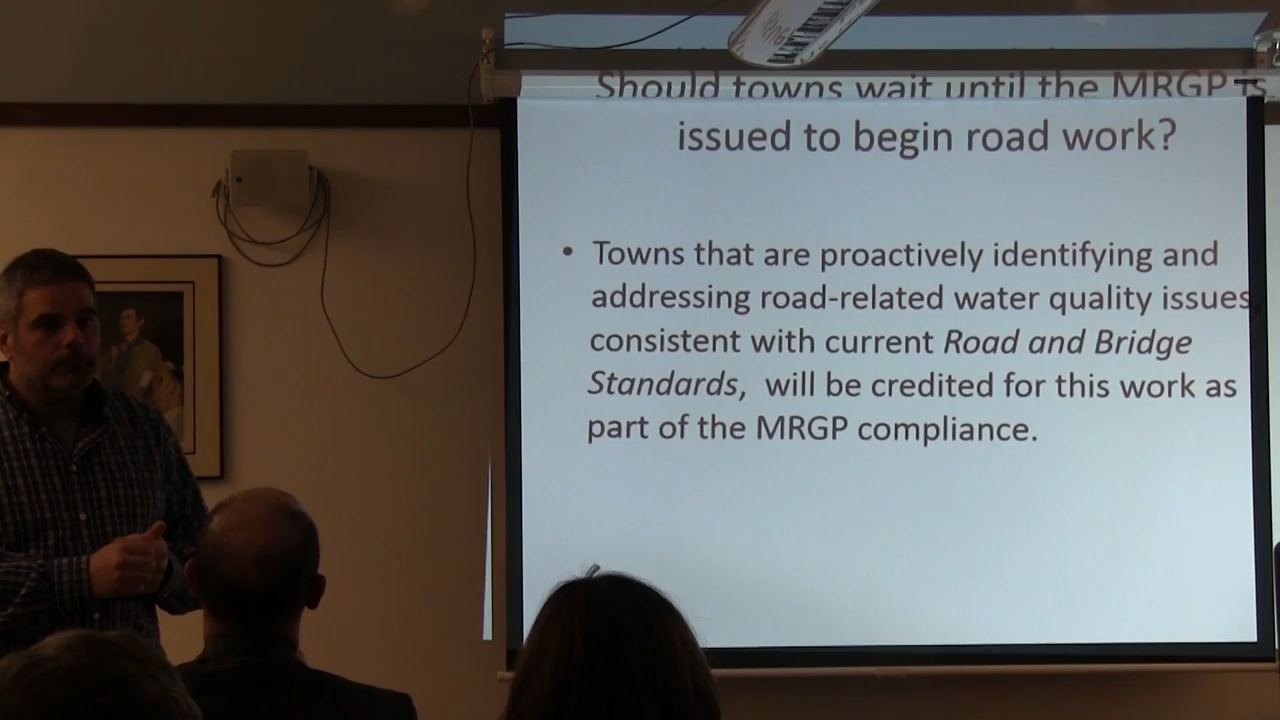 Should towns wait until the MRGP is
issued to begin road work?
• Towns that are proactively identifying and
addressing road-related water quality issues,
consistent with current Road and Bridge
Standards, will be credited for this work as
part of the MRGP compliance.